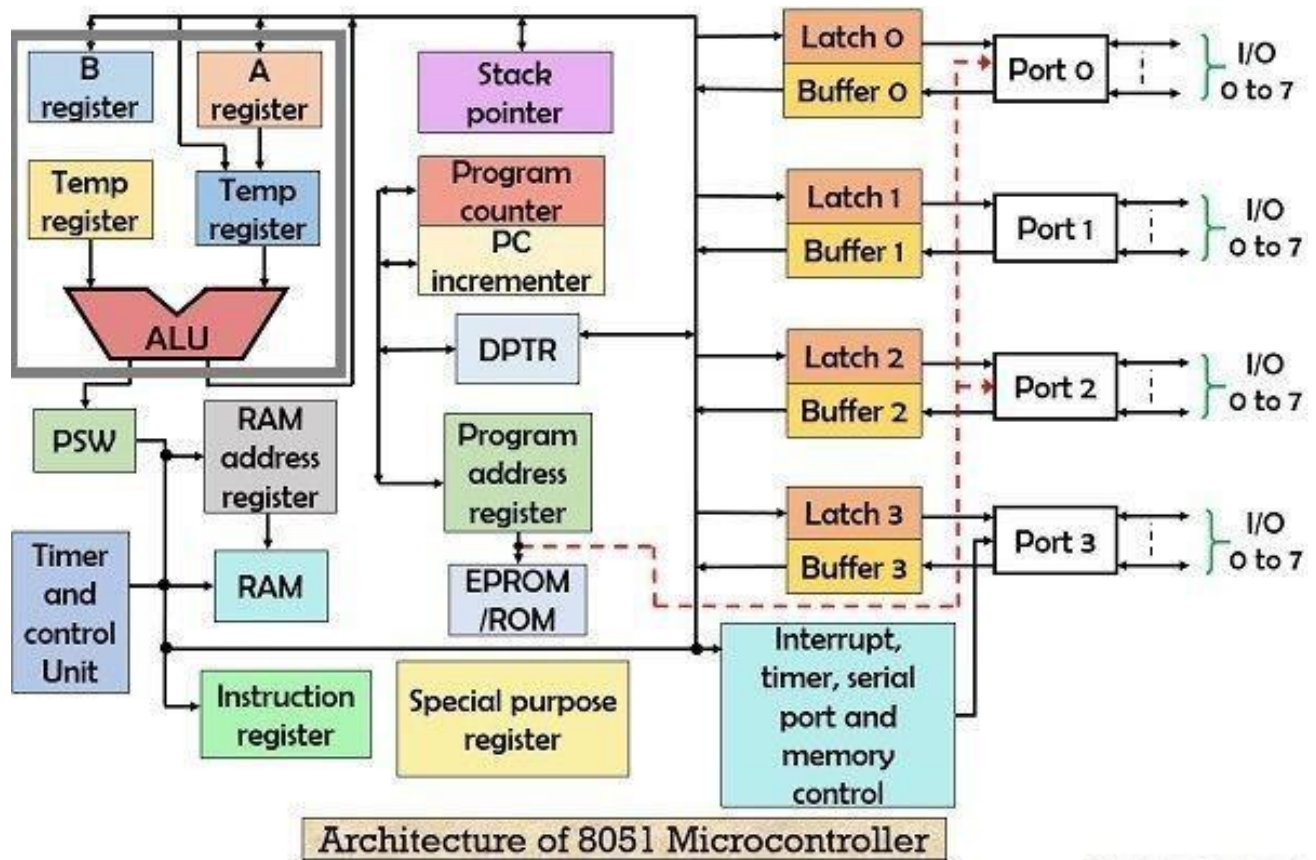 B
register
A
register
Temp
register
Temp
register
ALU
PSW
RAM
address
register
Timer
and
control
Unit
RAM
Instruction
register
Stack
pointer
Program
counter
PC
incrementer
DPTR
Program
address
register
EPROM
/ROM
Special purpose
register
Latch 0
Buffer 0
Port 0
I/O
0 to 7
Latch 1
Buffer 1
Port 1
I/O
0 to 7
Latch 2
Buffer 2
Port 2
I/O
0 to 7
Latch 3
Buffer 3
Port 3
I/O
0 to 7
Interrupt,
timer, serial
port and
memory
control
Architecture of 8051 Microcontroller